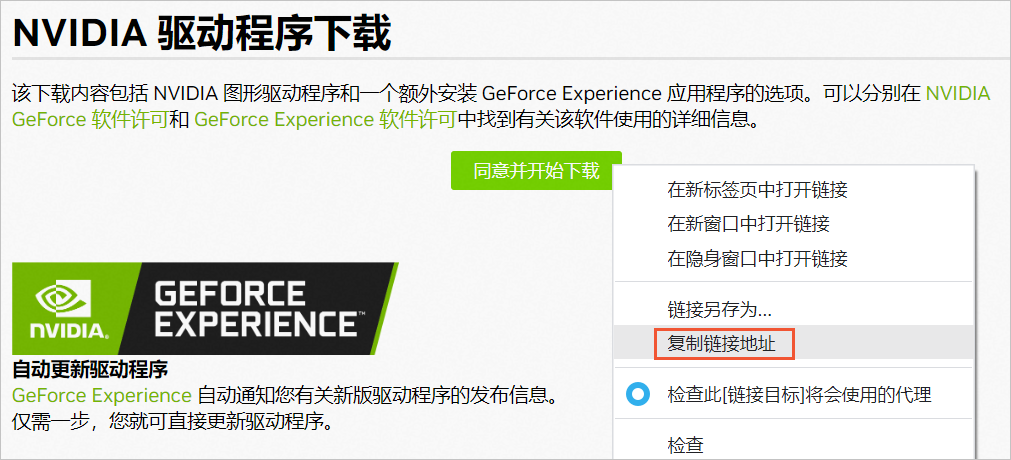 NVIDIA 驱动程序下载
该下载内容包括 NVIDIA 图形驱动程序和一个额外安装 GeForce Experience 应用程序的选项。可以分别在 NVIDIA
GeForce 软件许可和 GeForce Experience 软件许可中找到有关该软件使用的详细信息。
同意并开始下载
在新标签页中打开链接
在新窗口中打开链接
在隐身窗口中打开链接
链接另存为...
复制链接地址
检查此[链接目标]将会使用的代理
检查
NVIDIA.
GEFORCE
EXPERIENCE™
自动更新驱动程序
GeForce Experience 自动通知您有关新版驱动程序的发布信息。
仅需一步，您就可直接更新驱动程序。